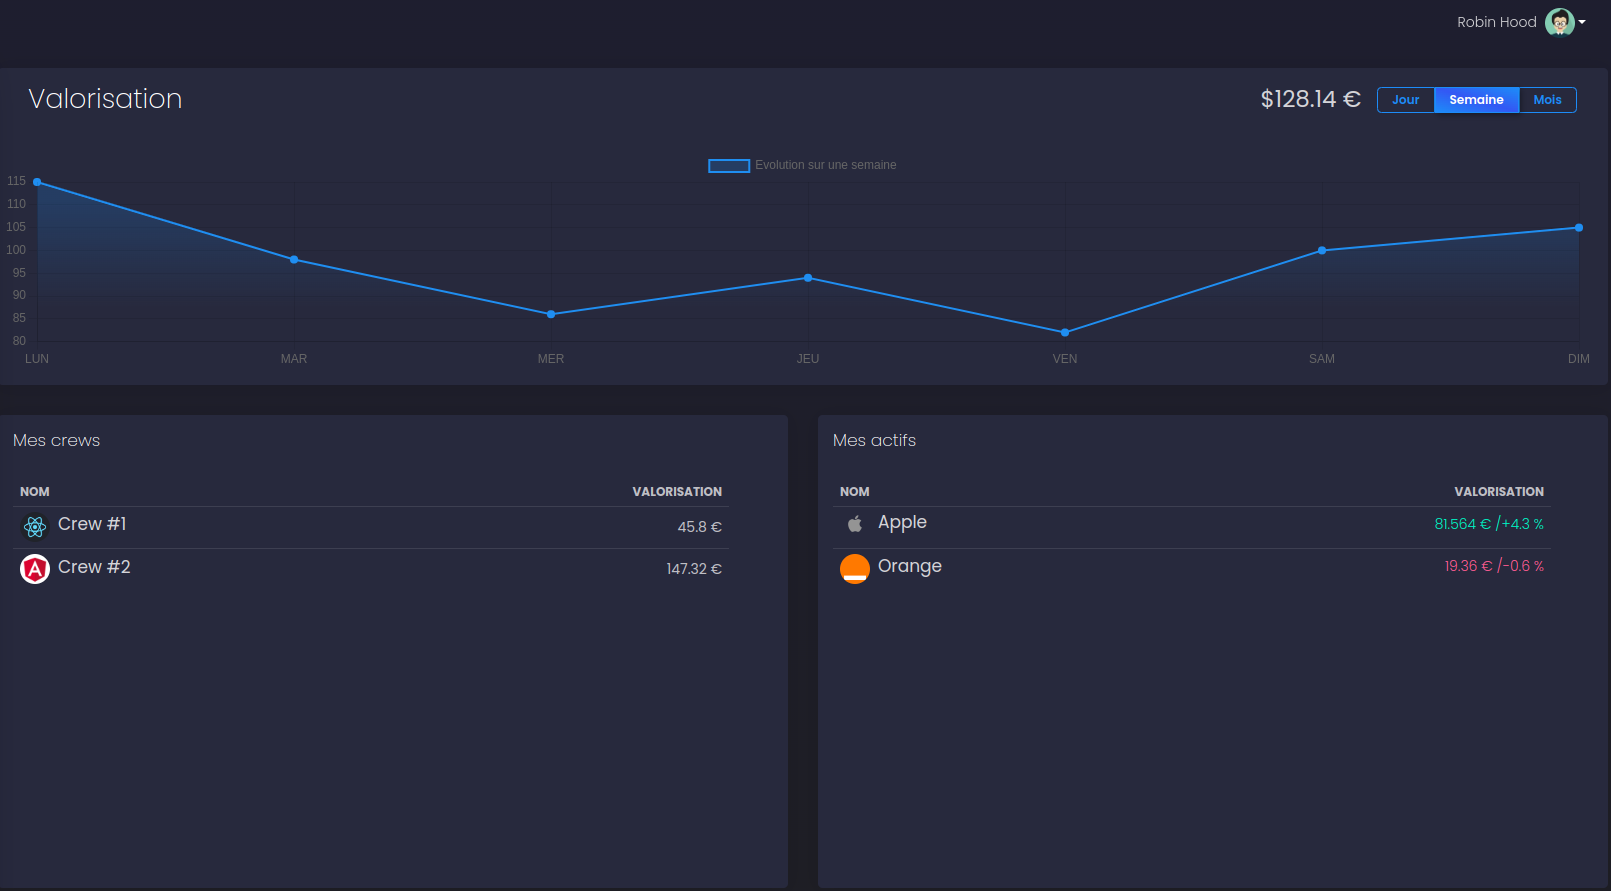 Robin Hood
Valorisation
$128.14 € Jour Semaine Mois
Evolution sur une semaine
115
110
105
100
95
90
85
80
LUN MAR MER JEU VEN SAM DIM
Mes crews
NOM VALORISATION
Crew #1 45.8 €
Crew #2 147.32 €
Mes actifs
NOM VALORISATION
Apple 81.564 € /+4.3 %
Orange 19.36 € /-0.6 %